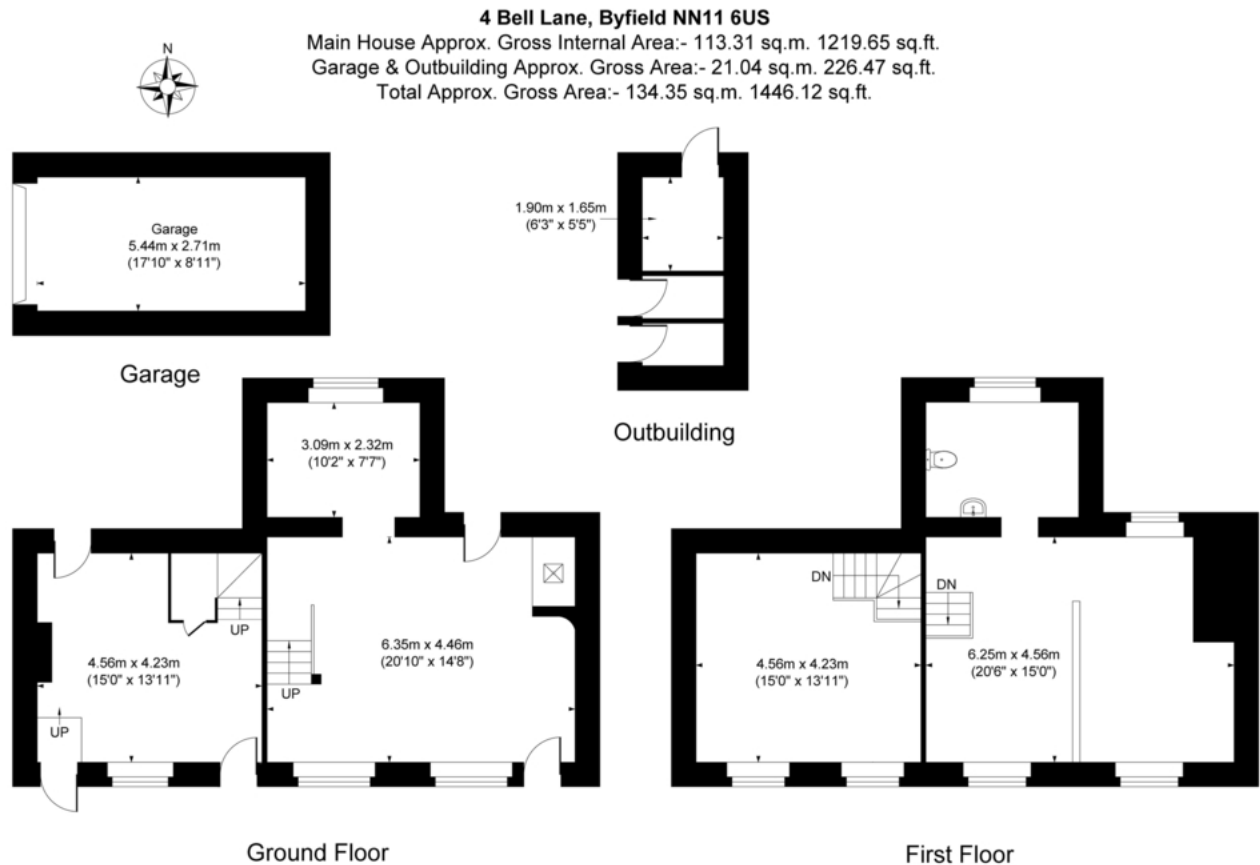 4 Bell Lane, Byfield NN11 6US
Main House Approx. Gross Internal Area:- 113.31 sq.m. 1219.65 sq.ft.
Garage & Outbuilding Approx. Gross Area:- 21.04 sq.m. 226.47 sq.ft.
Total Approx. Gross Area:- 134.35 sq.m. 1446.12 sq.ft.
N
Garage
5.44m x 2.71m
(17'10" x 8'11")
Garage
1.90m x 1.65m
(6'3" x 5'5")
Outbuilding
3.09m x 2.32m
(10'2" x 7'7")
UP
4.56m x 4.23m
(15'0" x 13'11")
UP
UP
6.35m x 4.46m
(20'10" x 14'8")
Ground Floor
DN
DN
4.56m x 4.23m
(15'0" x 13'11")
6.25m x 4.56m
(20'6" x 15'0")
First Floor